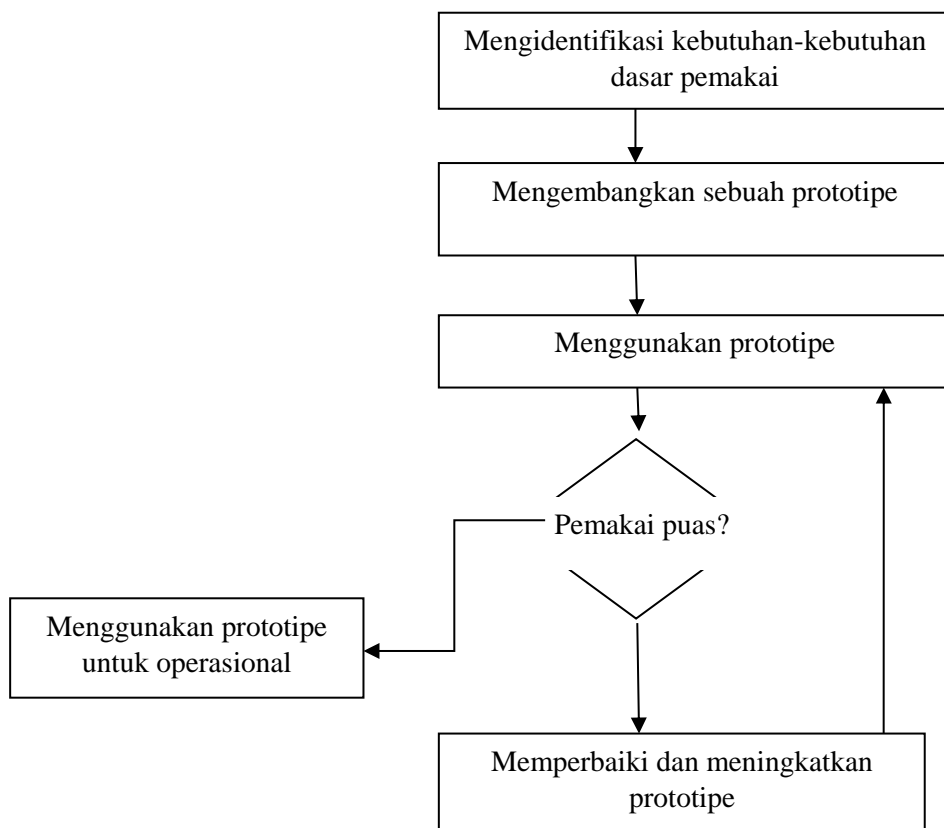 Mengidentifikasi kebutuhan-kebutuhan
dasar pemakai
Mengembangkan sebuah prototipe
Menggunakan prototipe
Pemakai puas?
Menggunakan prototipe
untuk operasional
Memperbaiki dan meningkatkan
prototipe